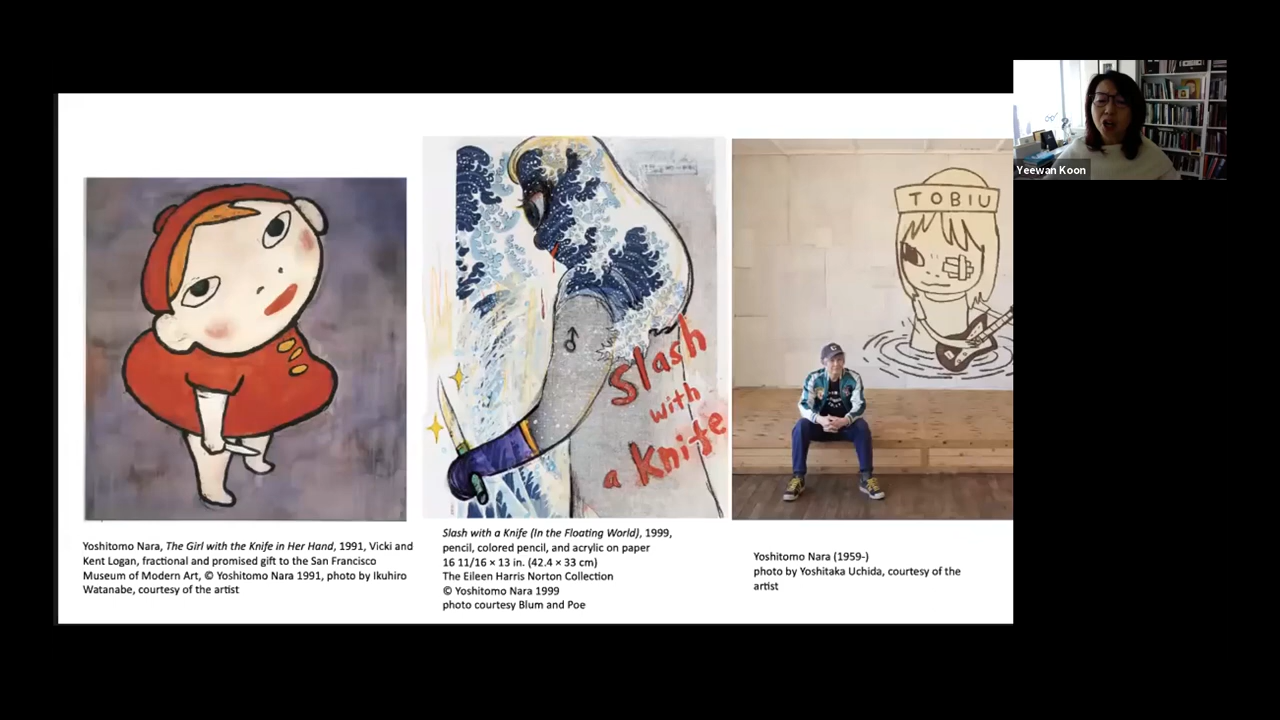 Yeewan Koon
TOBIU
Slash
with
a Knife
Yoshitomo Nara, The Girl with the Knife in Her Hand, 1991, Vicki and
Kent Logan, fractional and promised gift to the San Francisco
Museum of Modern Art, © Yoshitomo Nara 1991, photo by Ikuhiro
Watanabe, courtesy of the artist
Slash with a Knife (In the Floating World), 1999,
pencil, colored pencil, and acrylic on paper
16 11/16 × 13 in. (42.4 × 33 cm)
The Eileen Harris Norton Collection
© Yoshitomo Nara 1999
photo courtesy Blum and Poe
Yoshitomo Nara (1959-)
photo by Yoshitaka Uchida, courtesy of the
artist